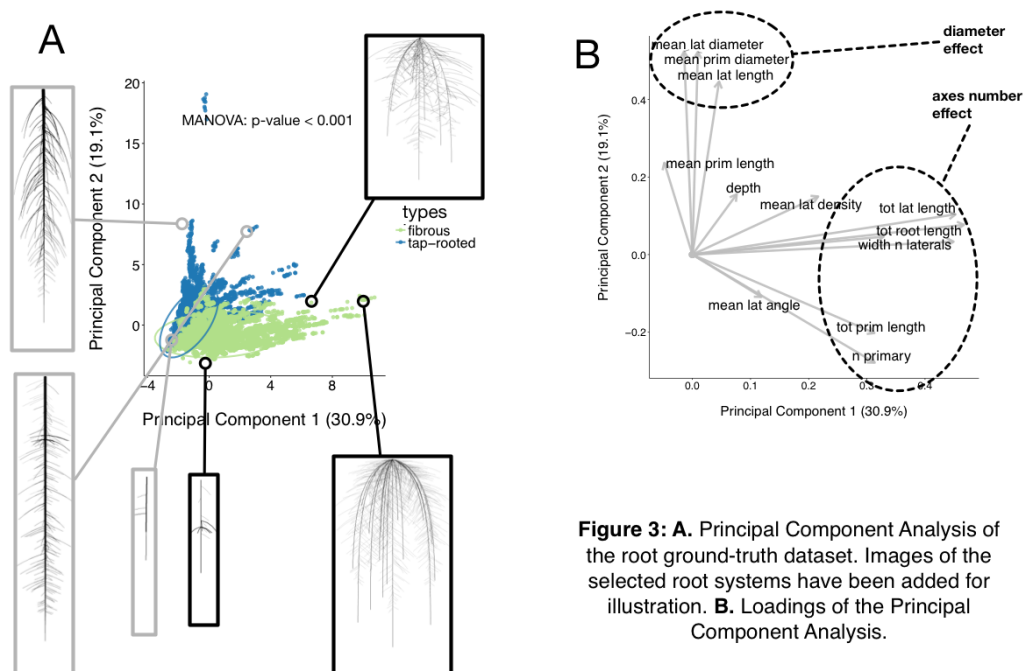 A
20
15
10
5
0
Principal Component 2 (19.1%)
MANOVA: p-value < 0.001
types
fibrous
tap-rooted
-4
0
4
8
Principal Component 1 (30.9%)
B
diameter
effect
axes number
effect
mean lat diameter
mean prim diameter
mean lat length
mean prim length
depth
mean lat density
tot lat length
tot root length
width n laterals
mean lat angle
tot prim length
n primary
0.4
0.2
0.0
-0.2
Principal Component 2 (19.1%)
0.0
0.1
0.2
0.3
0.4
Principal Component 1 (30.9%)
Figure 3: A. Principal Component Analysis of
the root ground-truth dataset. Images of the
selected root systems have been added for
illustration. B. Loadings of the Principal
Component Analysis.